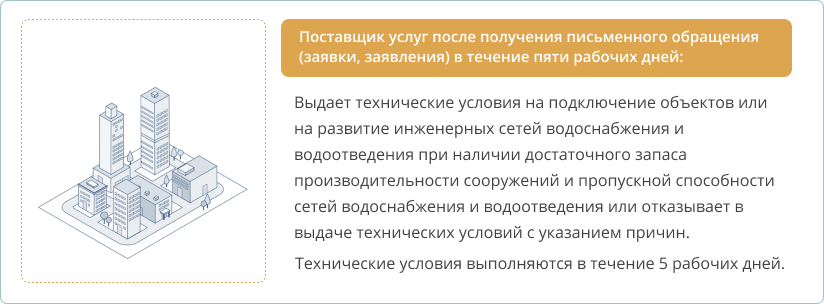 Поставщик услуг после получения письменного обращения
(заявки, заявления) в течение пяти рабочих дней:
Выдает технические условия на подключение объектов или
на развитие инженерных сетей водоснабжения и
водоотведения при наличии достаточного запаса
производительности сооружений и пропускной способности
сетей водоснабжения и водоотведения или отказывает в
выдаче технических условий с указанием причин.
Технические условия выполняются в течение 5 рабочих дней.